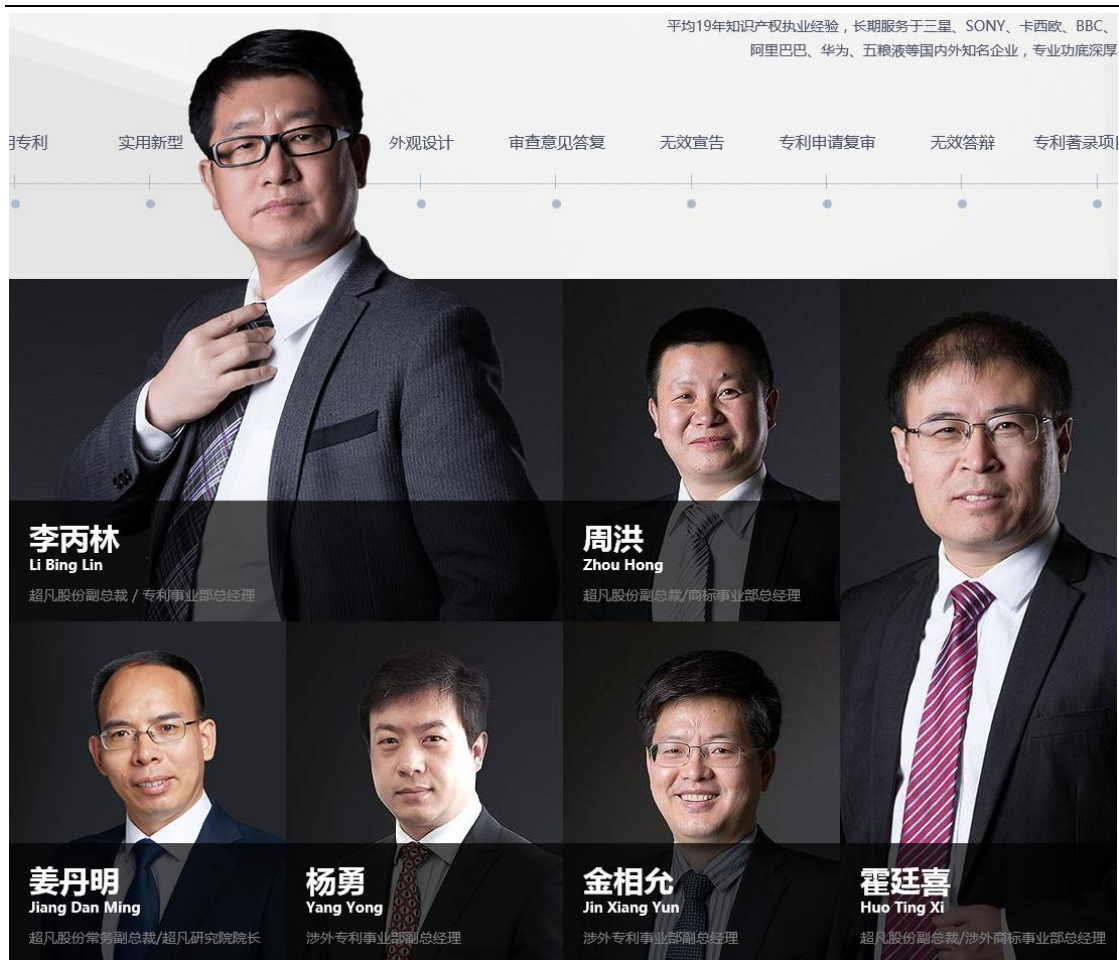 平均19年知识产权执业经验，长期服务于三星、SONY、卡西欧、BBC、
阿里巴巴、华为、五粮液等国内外知名企业，专业功底深厚
用专利
实用新型
外观设计
审查意见答复
无效宣告
专利申请复审
无效答辩
专利著录项目
李丙林
Li Bing Lin
超凡股份副总裁 / 专利事业部总经理
周洪
Zhou Hong
超凡股份副总裁/商标事业部总经理
姜丹明
Jiang Dan Ming
超凡股份常务副总裁/超凡研究院院长
杨勇
Yang Yong
涉外专利事业部副总经理
金相允
Jin Xiang Yun
涉外专利事业部副总经理
霍廷喜
Huo Ting Xi
超凡股份副总裁/涉外商标事业部总经理